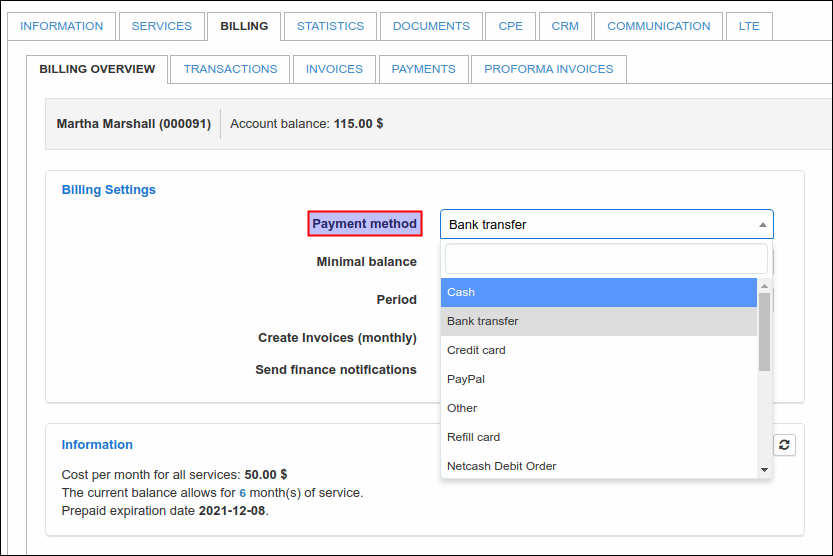 INFORMATION SERVICES BILLING STATISTICS DOCUMENTS CPE CRM COMMUNICATION LTE
BILLING OVERVIEW TRANSACTIONS INVOICES PAYMENTS PROFORMA INVOICES
Martha Marshall (000091) Account balance: 115.00 $
Billing Settings
Payment method Bank transfer
Minimal balance
Period
Create Invoices (monthly)
Send finance notifications
Cash
Bank transfer
Credit card
PayPal
Other
Refill card
Netcash Debit Order
Information
Cost per month for all services: 50.00 $
The current balance allows for 6 month(s) of service.
Prepaid expiration date 2021-12-08.